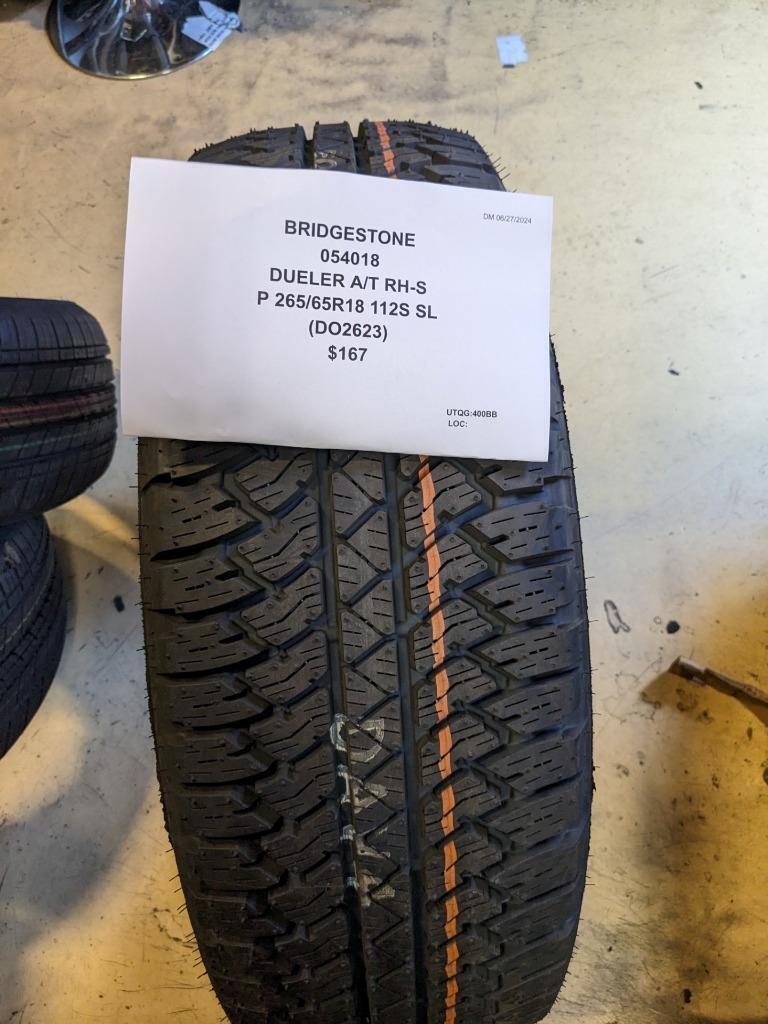 DM 06/27/2024
BRIDGESTONE
054018
DUELER A/T RH-S
P 265/65R18 112S SL
(DO2623)
$167
UTQG:400BB
LOC: